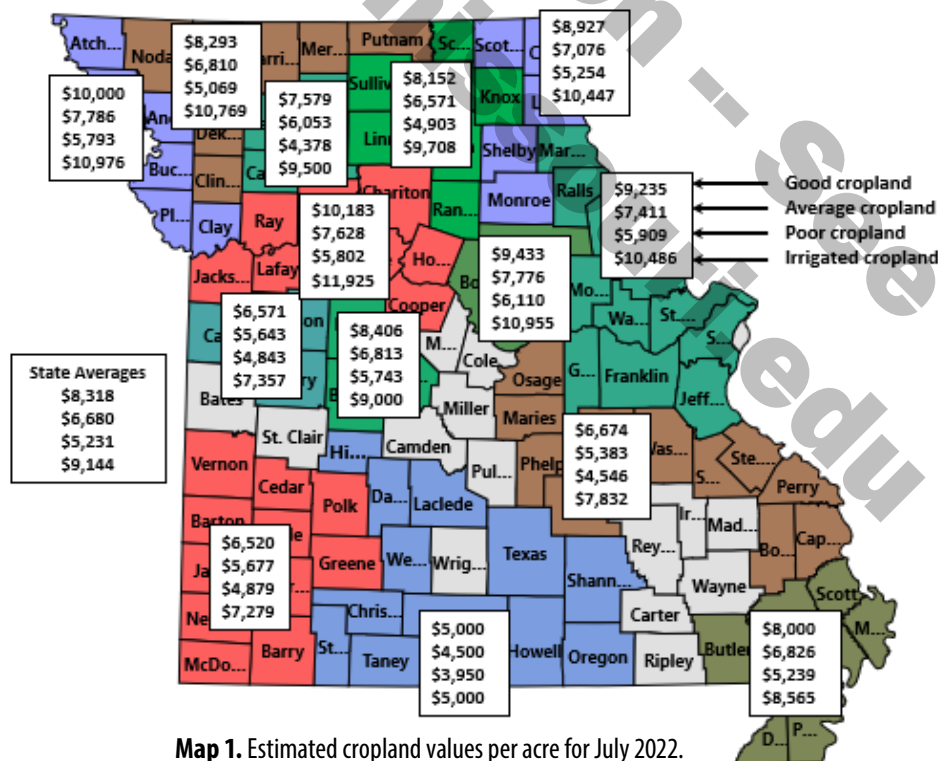 Atch...
Noda
$8,293
$6,810
$5,069
$10,769
arri...
Mer...
Putnam
Sc...
Scot...
C
$8,927
$7,076
$5,254
$10,447
$10,000
$7,786
$5,793
$10,976
An
Dek...
$7,579
$6,053
$4,378
$9,500
Sulliv
Linn
$8,152
$6,571
$4,903
$9,708
Knox
L
Buc...
Clin...
Ca
Chariton
Ran...
Shelby
Mar...
Monroe
Ralls
$9,235
$7,411
$5,909
$10,486
Good cropland
Average cropland
Poor cropland
Irrigated cropland
Pl...
Clay
Ray
$10,183
$7,628
$5,802
$11,925
Jacks...
Lafay
Ho...
Cooper
Bo
$9,433
$7,776
$6,110
$10,955
Mo...
Wa...
St....
S...
Ca
$6,571
$5,643
$4,843
$7,357
on
ry
$8,406
$6,813
$5,743
$9,000
B
M...
Cole
Osage
G...
Franklin
Jeff...
State Averages
$8,318
$6,680
$5,231
$9,144
Bates
St. Clair
Hi...
Camden
Miller
Maries
Pul...
Phelp
$6,674
$5,383
$4,546
$7,832
Vas...
S...
Ste....
Perry
Vernon
Cedar
Polk
Da...
Laclede
Ir...
Mad...
Bo...
Cap...
Barton
$6,520
$5,677
$4,879
$7,279
Ja
e
...
Greene
We...
Wrig...
Texas
Shann...
Rey...
Wayne
Scott
M...
Ne
Chris...
Carter
McDo...
Barry
St...
Taney
$5,000
$4,500
$3,950
$5,000
Howell
Oregon
Ripley
Butler
$8,000
$6,826
$5,239
$8,565
D...
P...
Map 1. Estimated cropland values per acre for July 2022.
on -- see
souri.edu